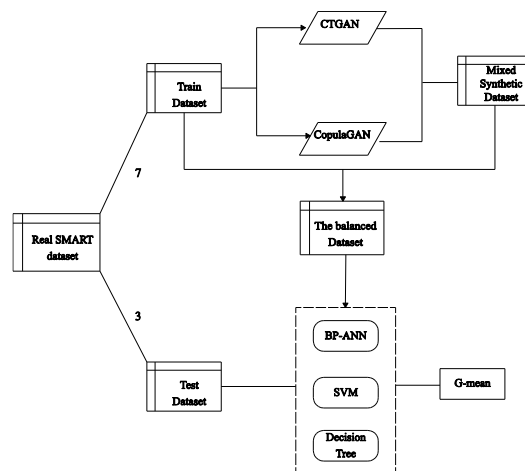 CTGAN
Train
Dataset
Mixed
Synthetic
Dataset
CopulaGAN
7
Real SMART
dataset
The balanced
Dataset
3
BP-ANN
Test
Dataset
SVM
G-mean
Decision
Tree